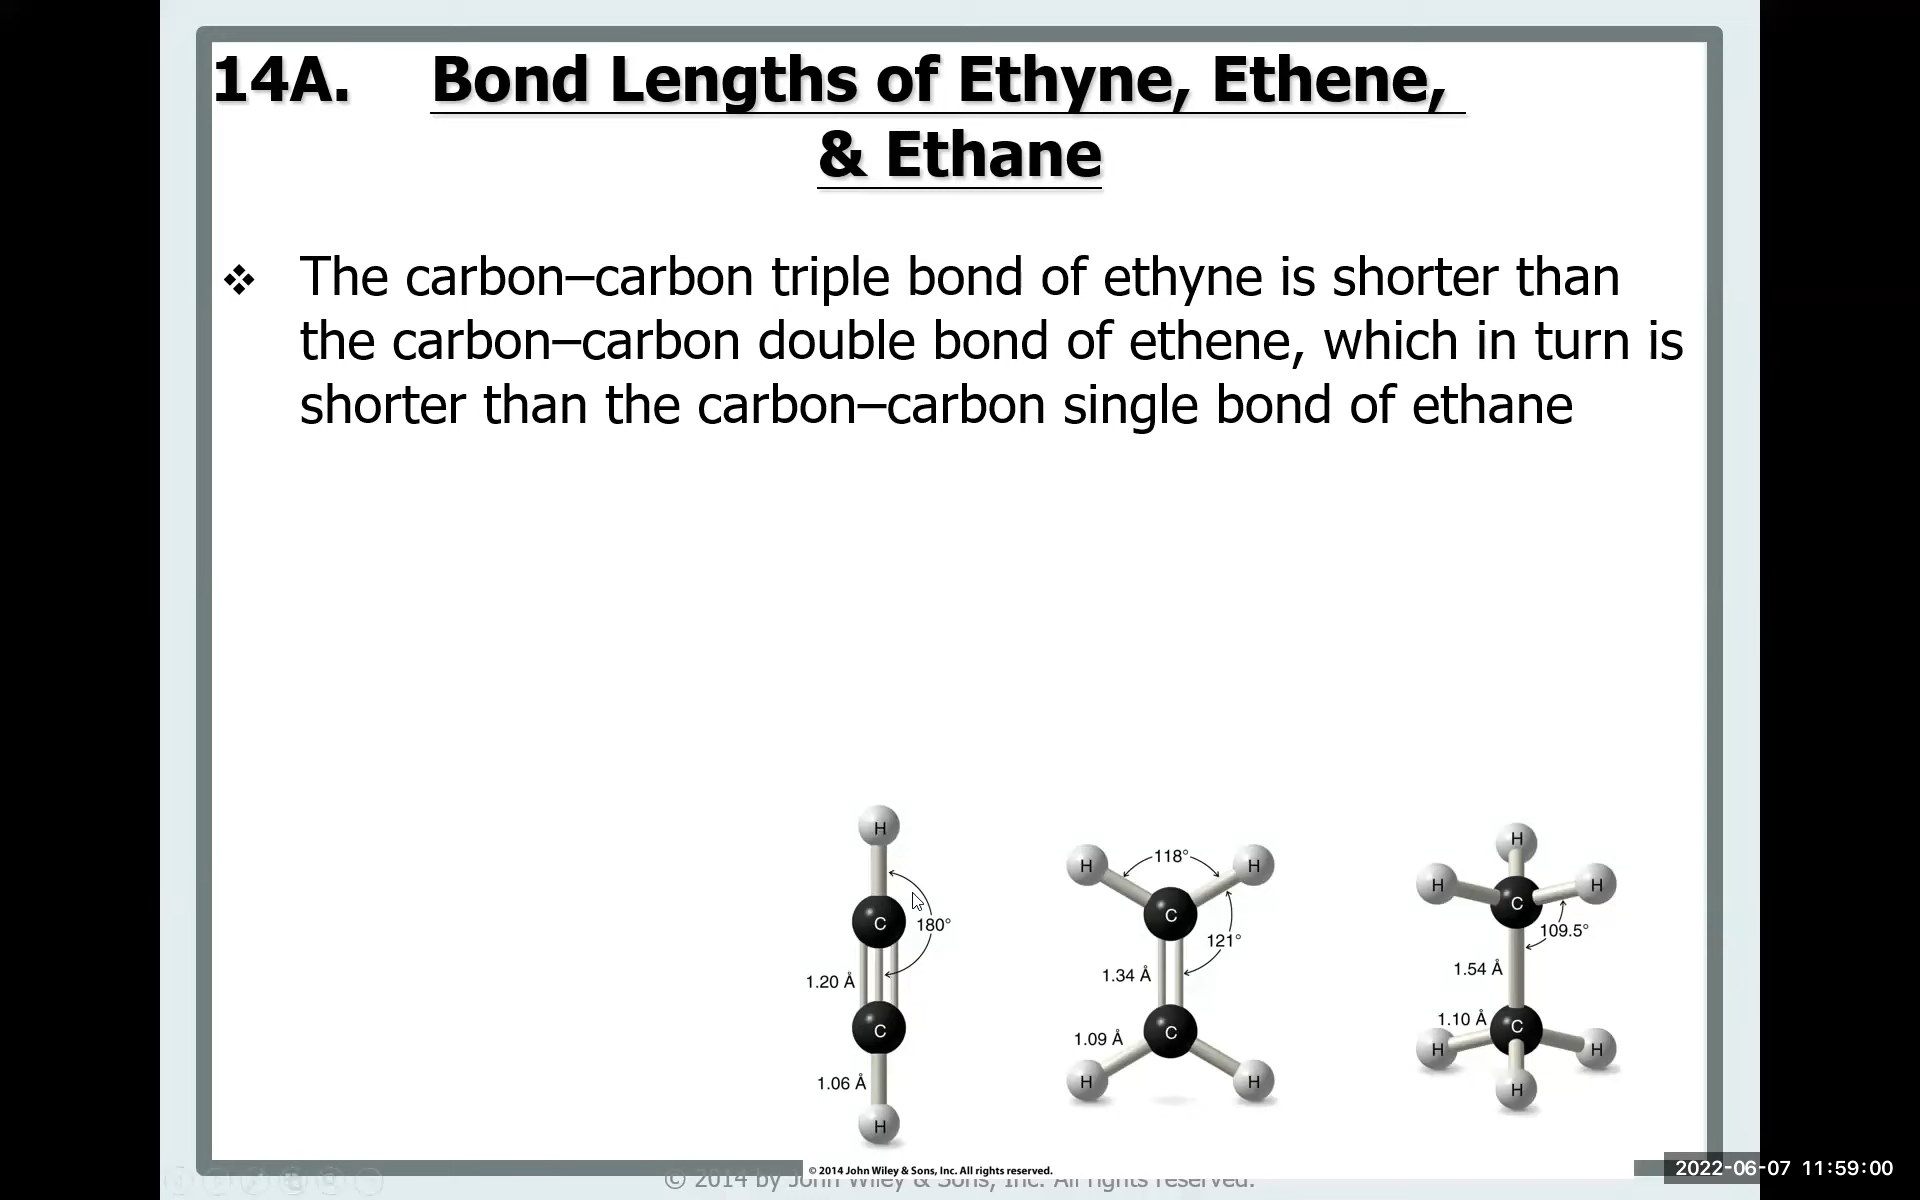 14A. Bond Lengths of Ethyne, Ethene,
& Ethane
❖ The carbon–carbon triple bond of ethyne is shorter than
the carbon–carbon double bond of ethene, which in turn is
shorter than the carbon–carbon single bond of ethane
H
C
180°
1.20 Å
C
1.06 Å
H
118°
H
H
C
121°
1.34 Å
1.09 Å
C
H
H
H
H
H
C
109.5°
1.54 Å
1.10 Å
C
H
H
H
© 2014 John Wiley & Sons, Inc. All rights reserved.
© 2014 by John Wiley & Sons, Inc. All rights reserved.
2022-06-07 11:59:00